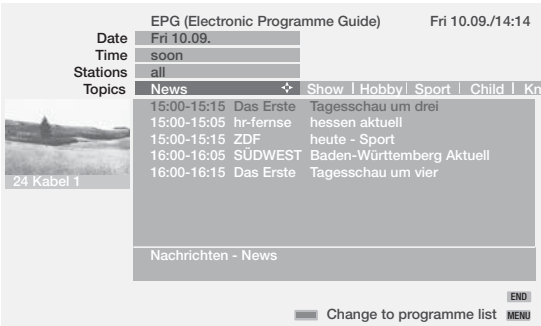 EPG (Electronic Programme Guide) Fri 10.09./14:14
Date Fri 10.09.
Time soon
Stations all
Topics News Show Hobby Sport Child Kn
15:00-15:15 Das Erste Tagesschau um drei
15:00-15:05 hr-fernse hessen aktuell
15:00-15:15 ZDF heute - Sport
16:00-16:05 SÜDWEST Baden-Württemberg Aktuell
16:00-16:15 Das Erste Tagesschau um vier
24 Kabel 1
Nachrichten - News
END
Change to programme list MENU